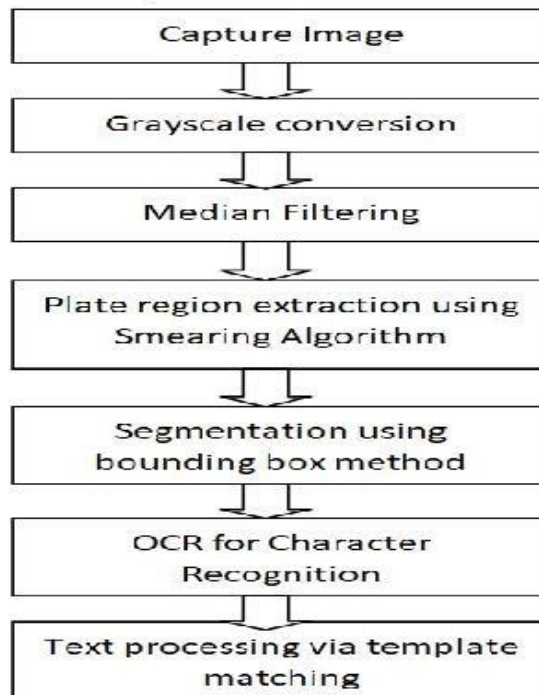 Capture Image
Grayscale conversion
Median Filtering
Plate region extraction using
Smearing Algorithm
Segmentation using
bounding box method
OCR for Character
Recognition
Text processing via template
matching